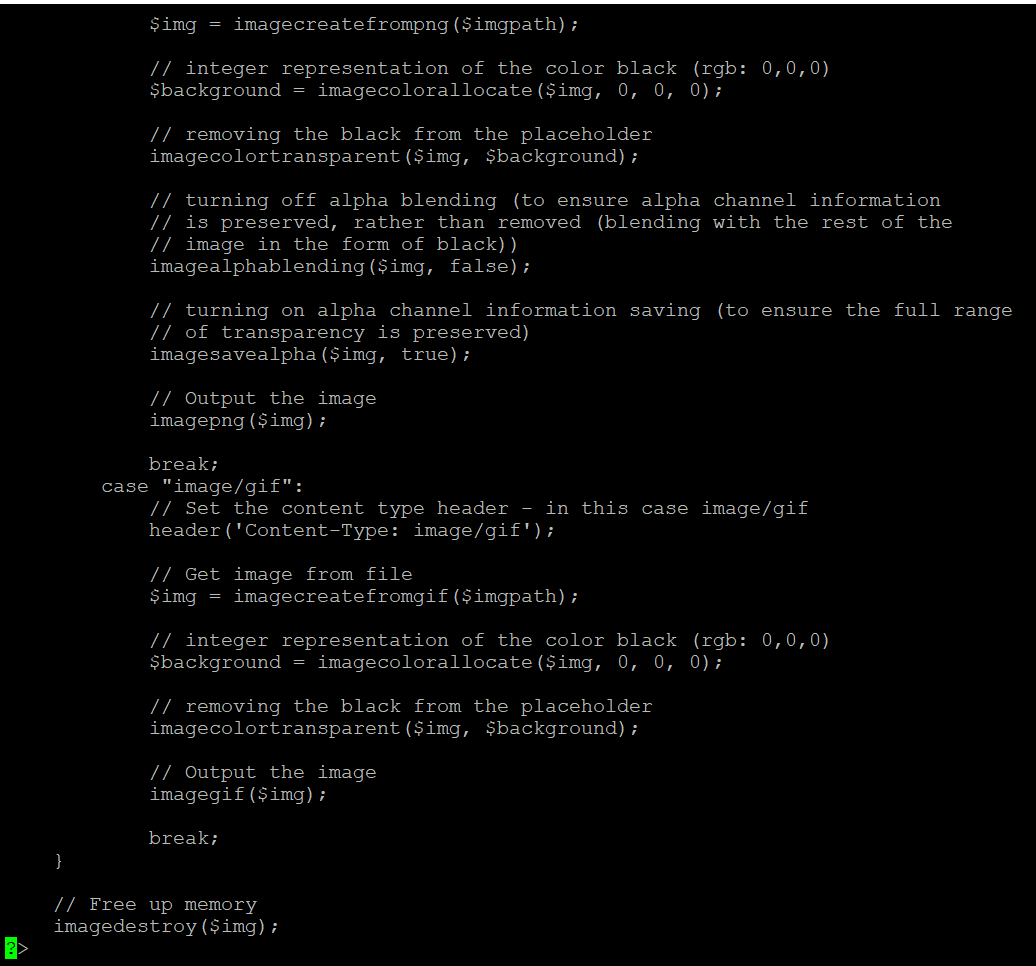 $img = imagecreatefrompng($imgpath);
// integer representation of the color black (rgb: 0,0,0)
$background = imagecolorallocate($img, 0, 0, 0);
// removing the black from the placeholder
imagecolortransparent($img, $background);
// turning off alpha blending (to ensure alpha channel information
// is preserved, rather than removed (blending with the rest of the
// image in the form of black))
imagealphablending($img, false);
// turning on alpha channel information saving (to ensure the full range
// of transparency is preserved)
imagesavealpha($img, true);
// Output the image
imagepng($img);
break;
case "image/gif":
// Set the content type header - in this case image/gif
header('Content-Type: image/gif');
// Get image from file
$img = imagecreatefromgif($imgpath);
// integer representation of the color black (rgb: 0,0,0)
$background = imagecolorallocate($img, 0, 0, 0);
// removing the black from the placeholder
imagecolortransparent($img, $background);
// Output the image
imagegif($img);
break;
}
// Free up memory
imagedestroy($img);
?>